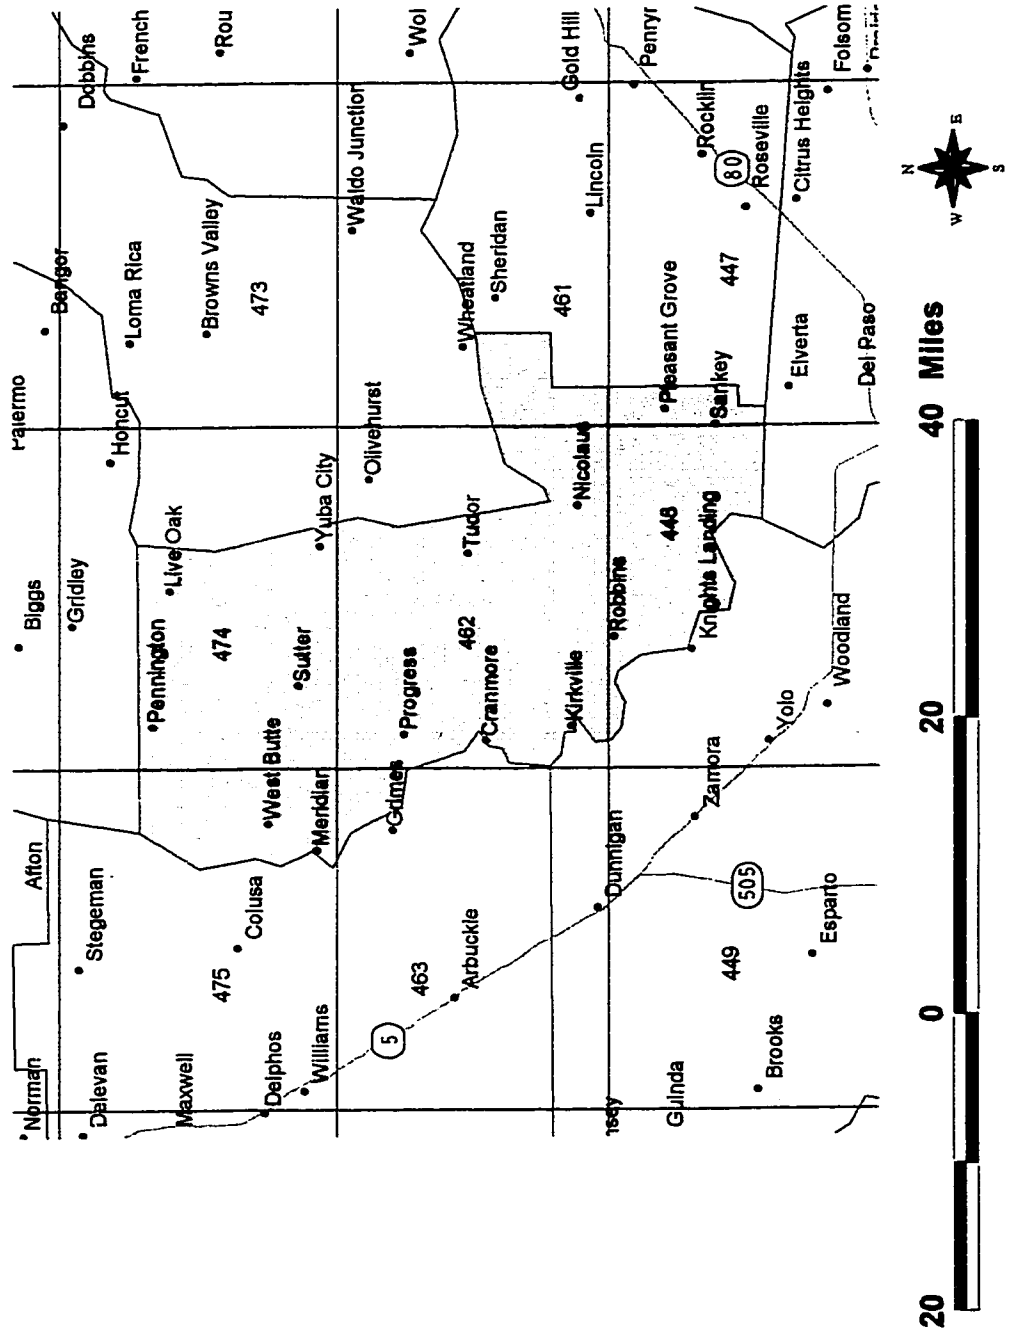 Norman
Afton
Biggs
Palermo
Bangor
Dobbins
Delevan
Stegeman
Gridley
Honcut
Loma Rica
French
Maxwell
Pennington
Live Oak
Browns Valley
Rou
475
Colusa
West Butte
474
473
Delphos
Williams
Meridian
Sutter
Yuba City
Waldo Junction
5
463
Grimes
Progress
Olivehurst
Wol
Arbuckle
Cranmore
462
Tudor
Wheatland
Sheridan
Kirkville
Nicolaus
461
Lincoln
Gold Hill
Dunnigan
Robbins
Penryr
Guinda
449
505
Zamora
Knights Landing
448
Pleasant Grove
Sankey
447
80
Rocklin
Roseville
Brooks
Esparto
Yolo
Woodland
Elverta
Citrus Heights
Folsom
Del Paso
N
W
E
S
20
0
20
40 Miles